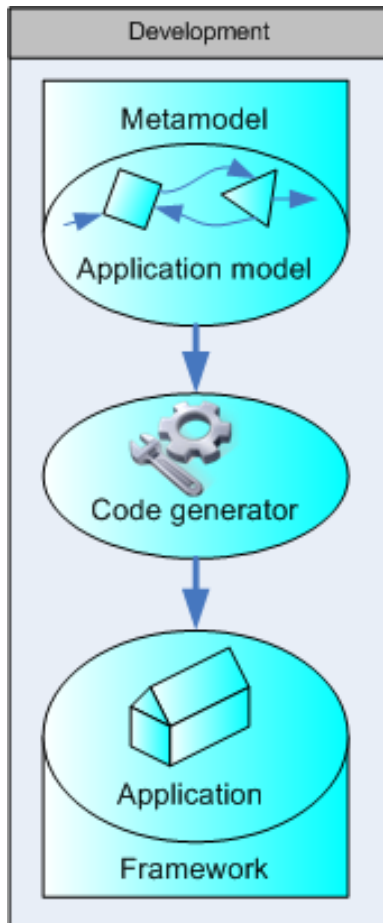 Development
Metamodel
Application model
Code generator
Application
Framework